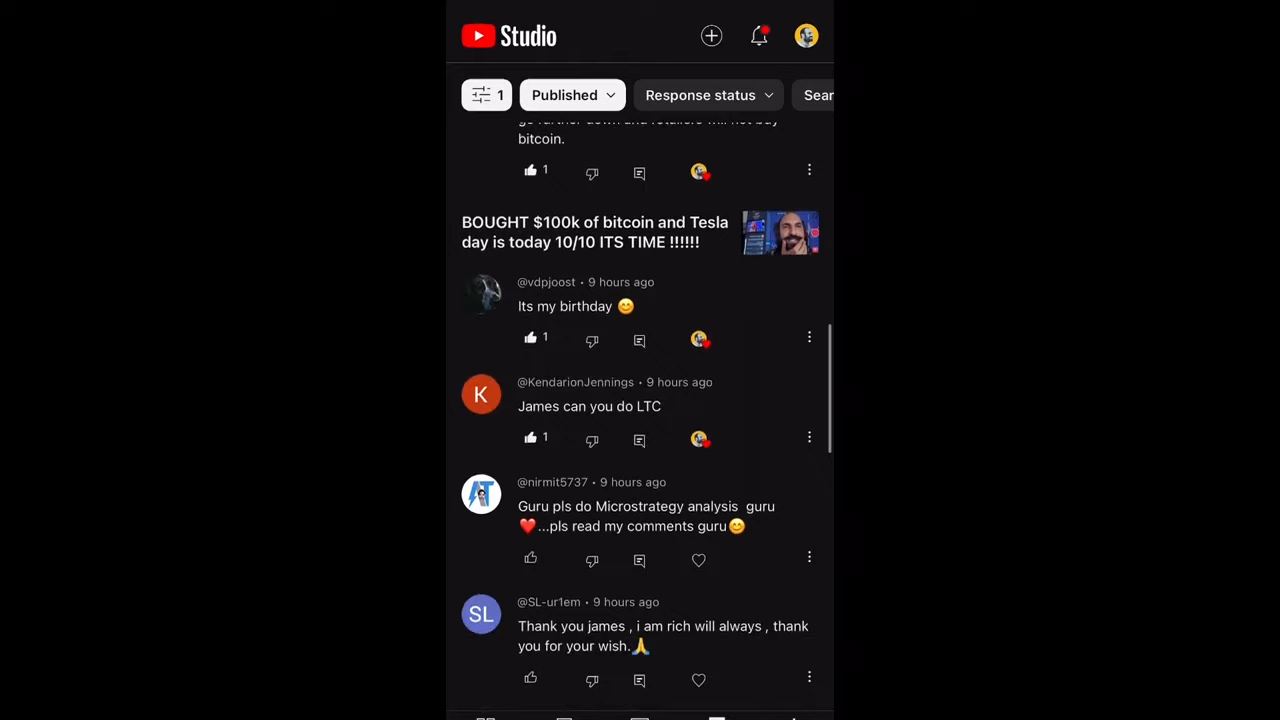 Studio
1
Published
Response status
Sear
bitcoin.
1
BOUGHT $100k of bitcoin and Tesla
day is today 10/10 ITS TIME !!!!!!
@vdpjoost • 9 hours ago
Its my birthday 😊
1
@KendarionJennings • 9 hours ago
K
James can you do LTC
1
@nirmit5737 • 9 hours ago
AT
Guru pls do Microstrategy analysis guru
❤️...pls read my comments guru😊
@SL-ur1em • 9 hours ago
SL
Thank you james , i am rich will always , thank
you for your wish.🙏